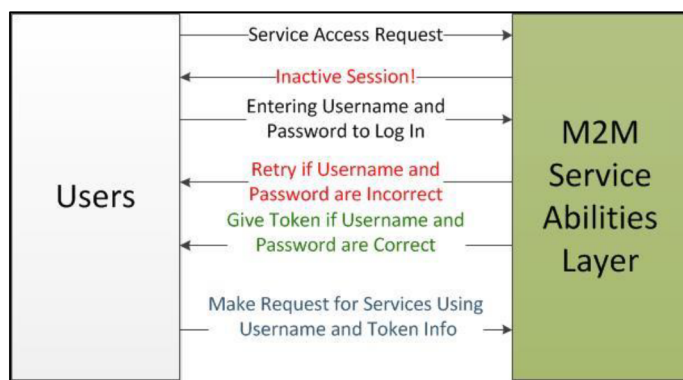 Service Access Request
Inactive Session!
Entering Username and
Password to Log In
Retry if Username and
Password are Incorrect
Give Token if Username and
Password are Correct
Make Request for Services Using
Username and Token Info
Users
M2M
Service
Abilities
Layer